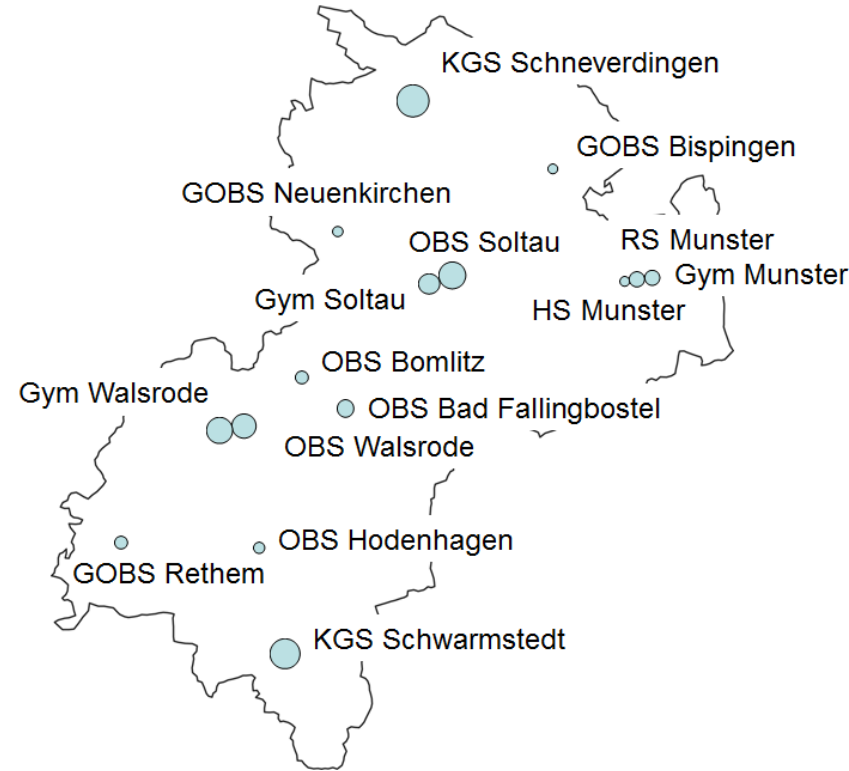 KGS Schneverdingen
GOBS Bispingen
GOBS Neuenkirchen
OBS Soltau
RS Munster
Gym Munster
Gym Soltau
HS Munster
OBS Bomlitz
Gym Walsrode
OBS Bad Fallingbostel
OBS Walsrode
OBS Hodenhagen
GOBS Rethem
KGS Schwarmstedt